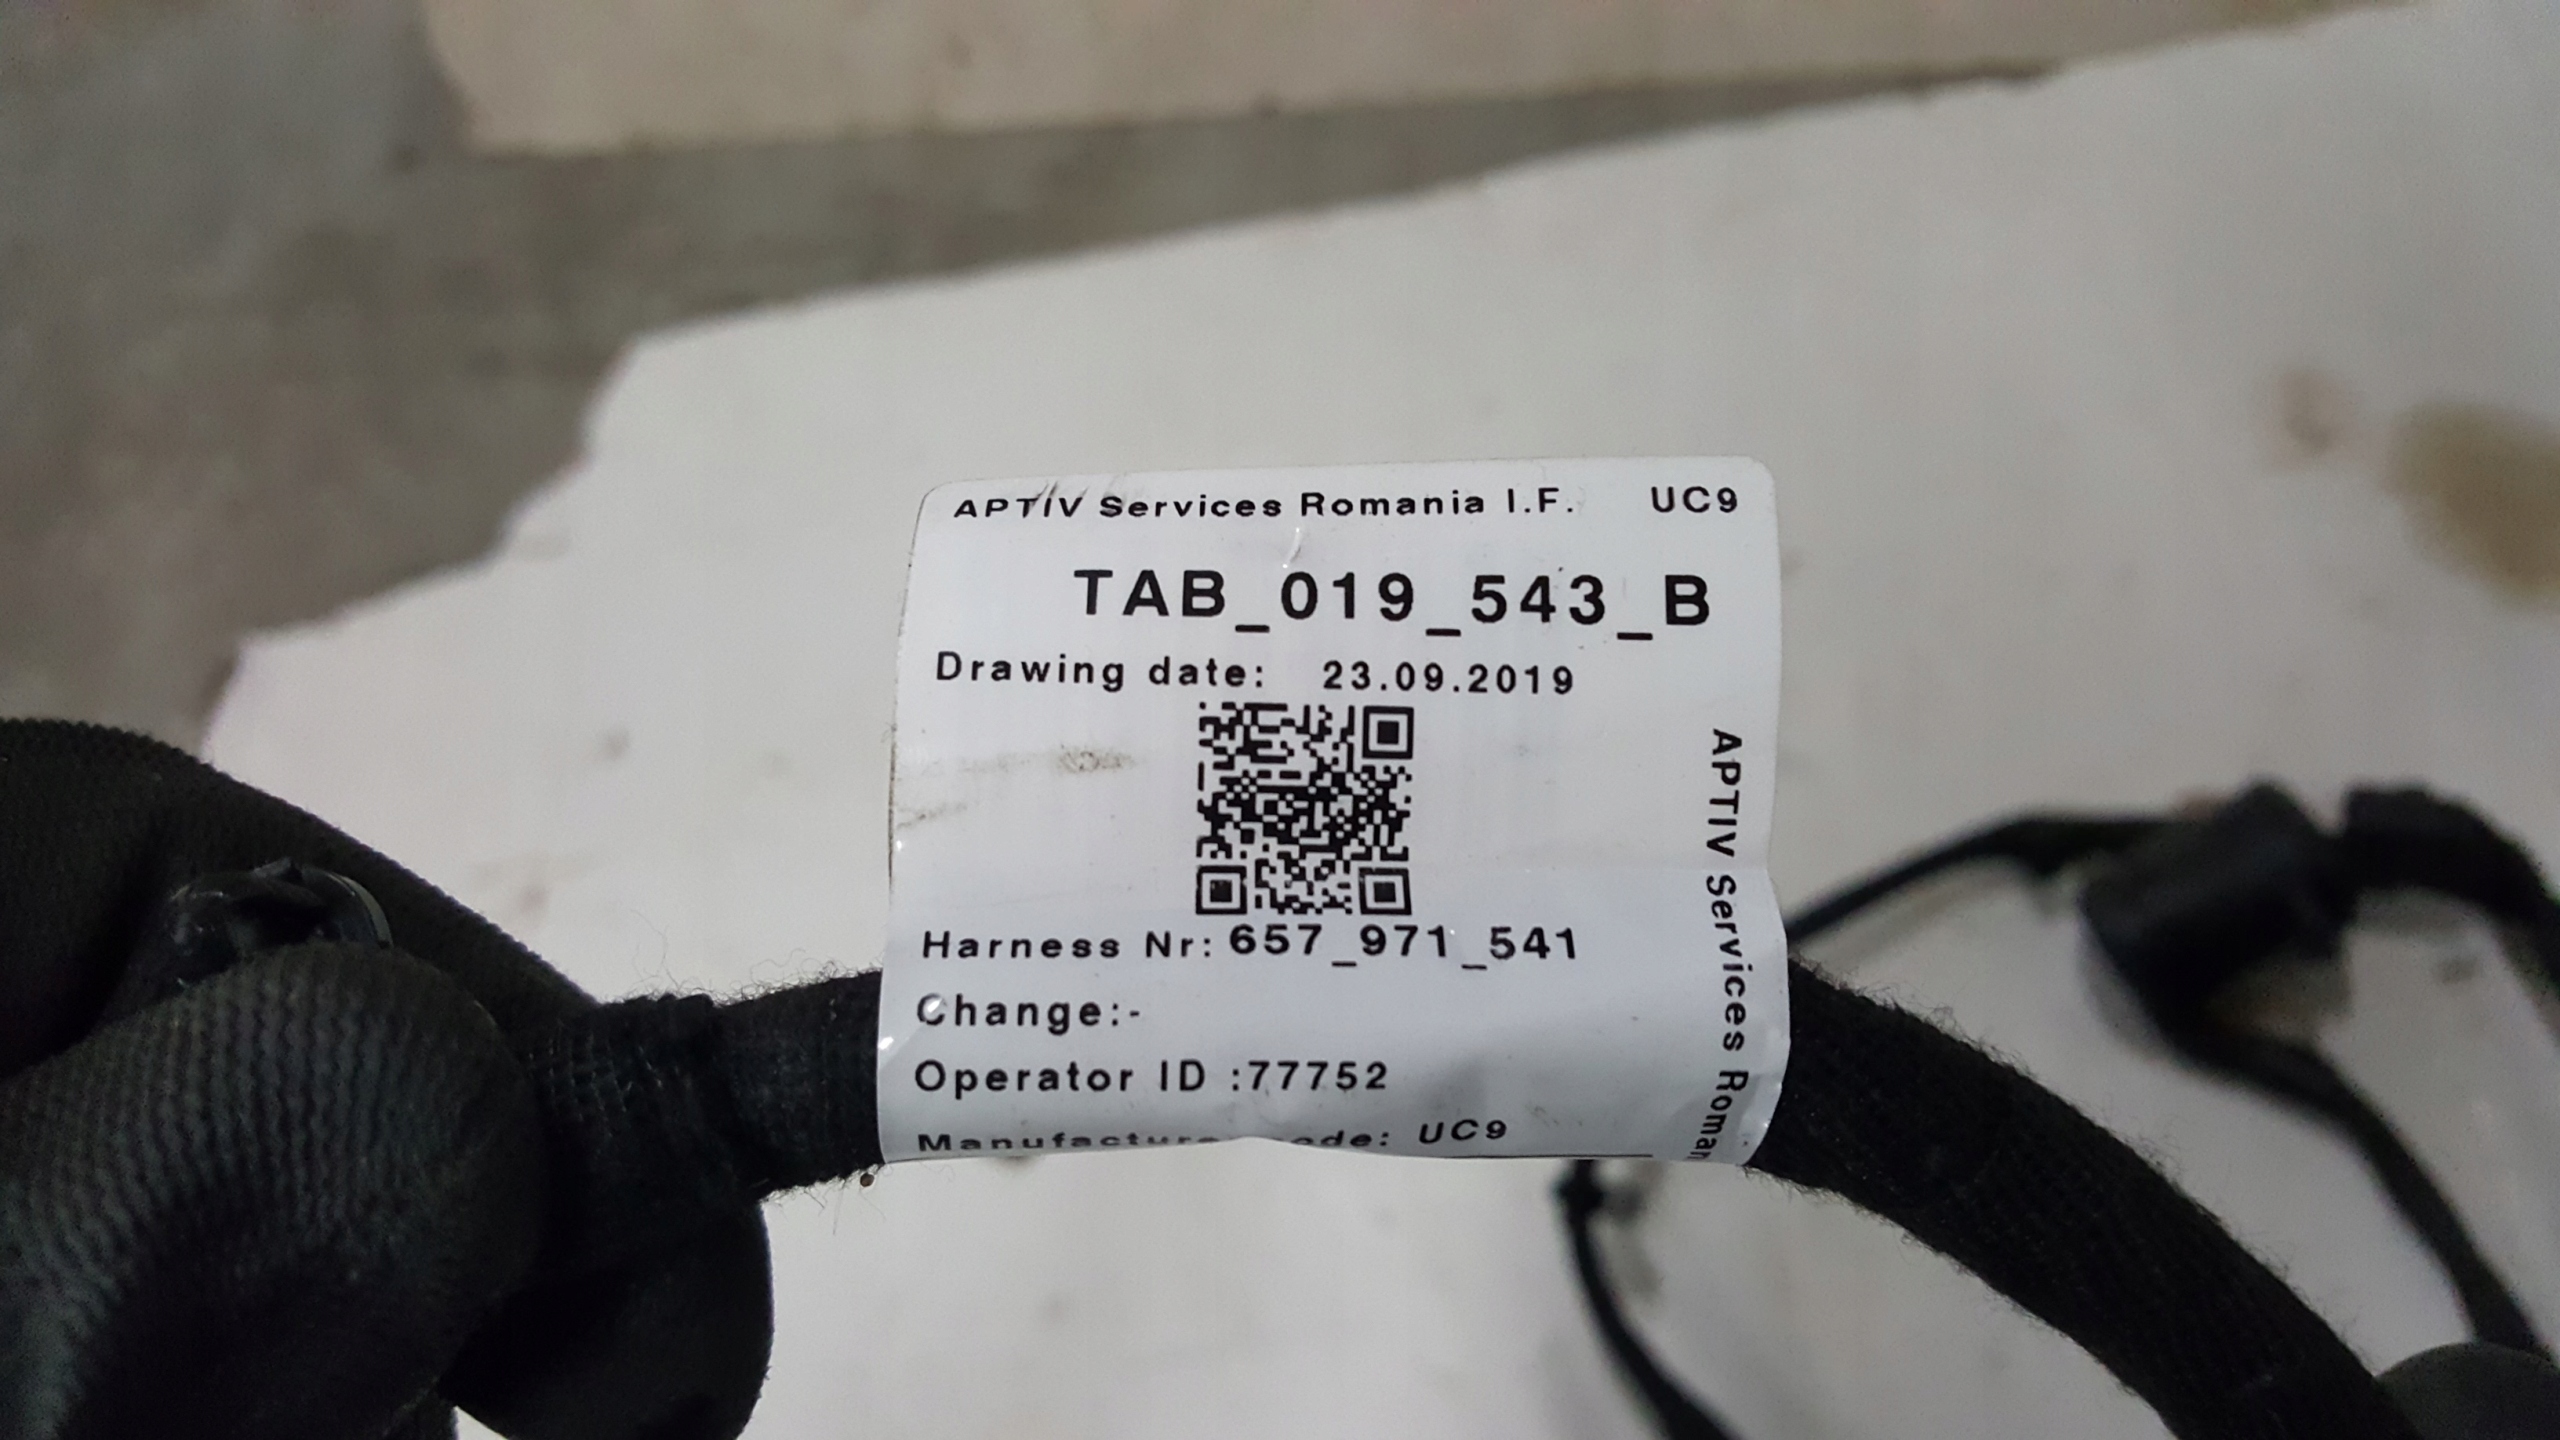 APTIV Services Romania I.F. UC9
TAB_019_543_B
Drawing date: 23.09.2019
Harness Nr: 657_971_541
Change:-
Operator ID :77752
UC9
APTIV Services